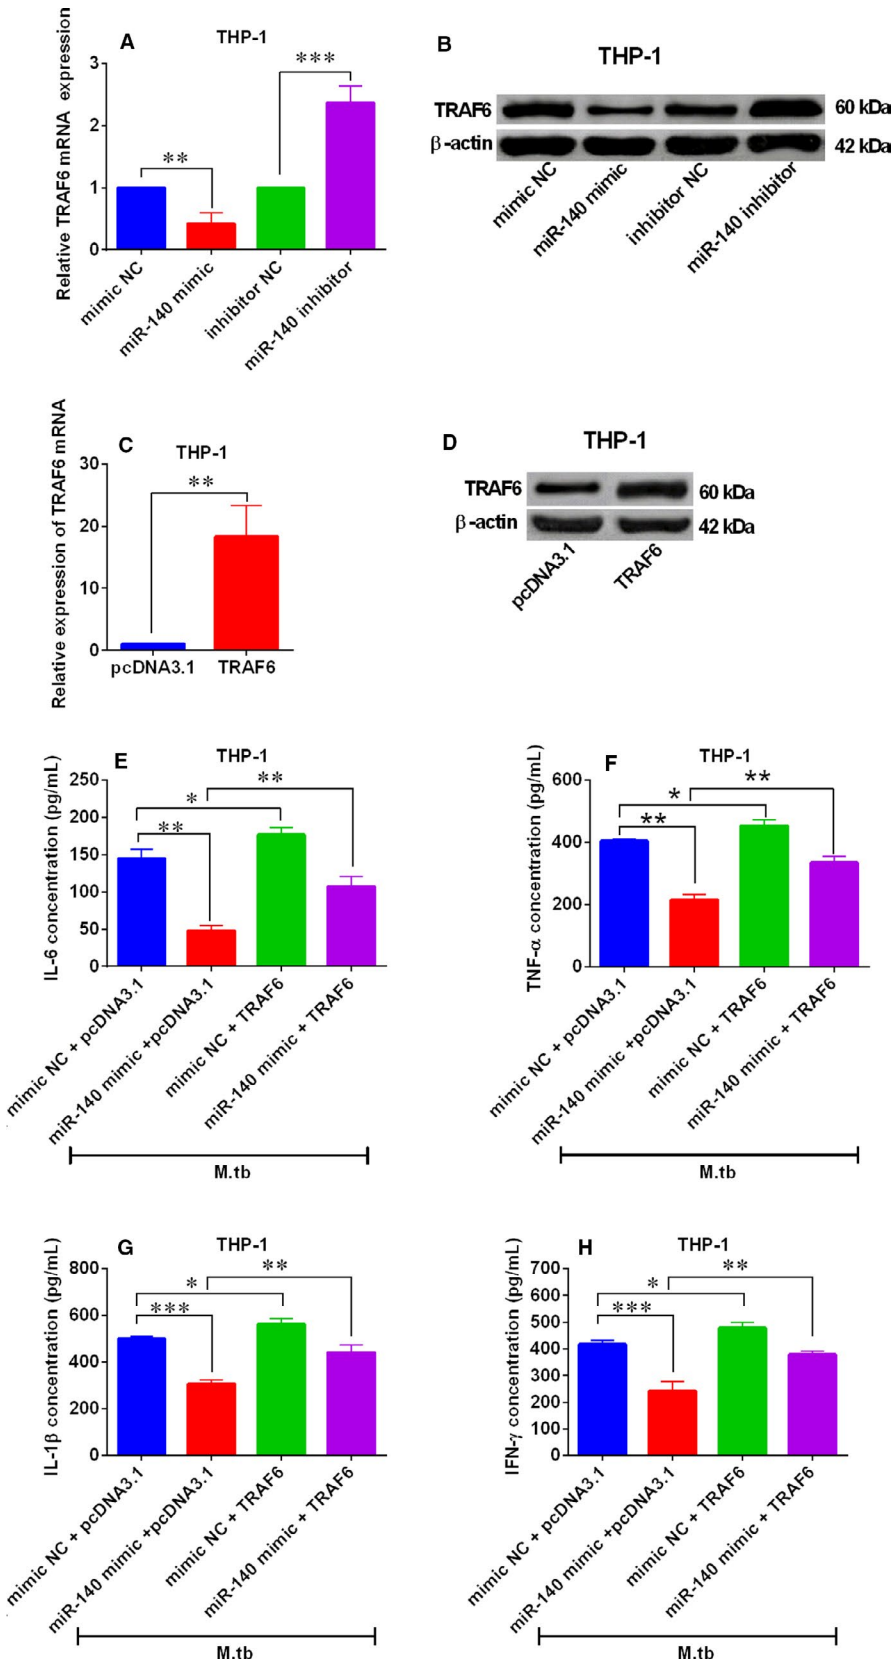 A
THP-1
Relative TRAF6 mRNA expression
3
2
1
0
**
***
mimic NC
miR-140 mimic
inhibitor NC
miR-140 inhibitor
B
THP-1
TRAF6
60 kDa
β-actin
42 kDa
mimic NC
miR-140 mimic
inhibitor NC
miR-140 inhibitor
C
THP-1
Relative expression of TRAF6 mRNA
30
20
10
0
**
pcDNA3.1
TRAF6
D
THP-1
TRAF6
60 kDa
β-actin
42 kDa
pcDNA3.1
TRAF6
E
THP-1
IL-6 concentration (pg/mL)
250
200
150
100
50
0
**
*
**
mimic NC + pcDNA3.1
miR-140 mimic +pcDNA3.1
mimic NC + TRAF6
miR-140 mimic + TRAF6
M.tb
F
THP-1
TNF-α concentration (pg/mL)
600
400
200
0
**
*
**
mimic NC + pcDNA3.1
miR-140 mimic +pcDNA3.1
mimic NC + TRAF6
miR-140 mimic + TRAF6
M.tb
G
THP-1
IL-1β concentration (pg/mL)
800
600
400
200
0
**
*
***
mimic NC + pcDNA3.1
miR-140 mimic +pcDNA3.1
mimic NC + TRAF6
miR-140 mimic + TRAF6
M.tb
H
THP-1
IFN-γ concentration (pg/mL)
700
600
500
400
300
200
100
0
**
*
***
mimic NC + pcDNA3.1
miR-140 mimic +pcDNA3.1
mimic NC + TRAF6
miR-140 mimic + TRAF6
M.tb